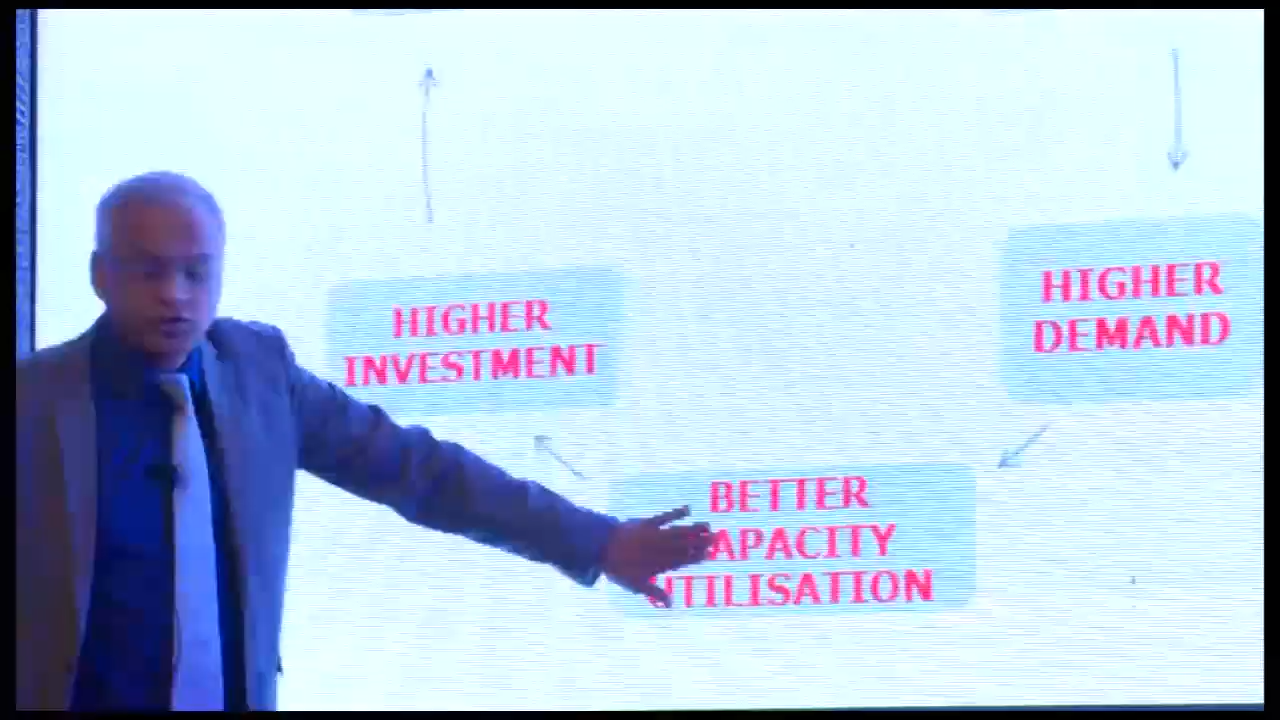 HIGHER
INVESTMENT
HIGHER
DEMAND
BETTER
CAPACITY
UTILISATION